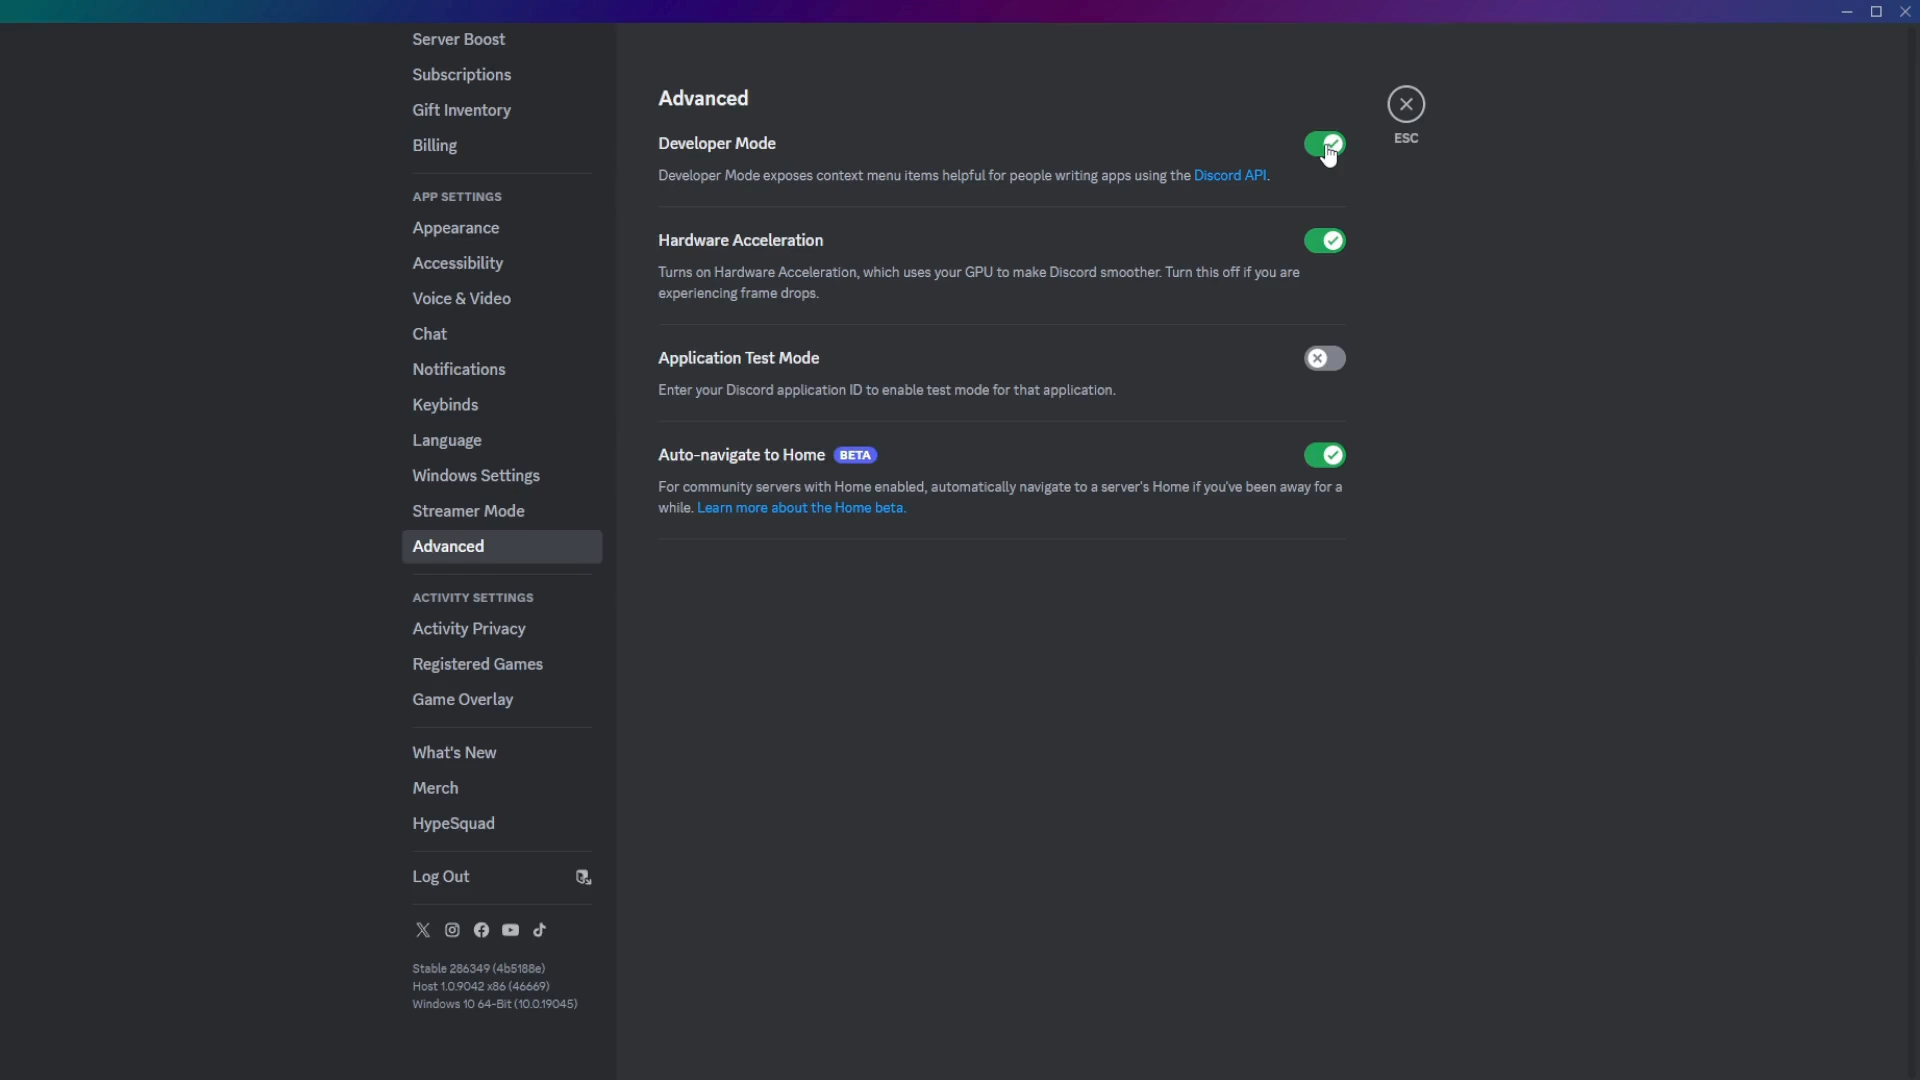 Server Boost
Subscriptions
Gift Inventory
Billing
APP SETTINGS
Appearance
Accessibility
Voice & Video
Chat
Notifications
Keybinds
Language
Windows Settings
Streamer Mode
Advanced
ACTIVITY SETTINGS
Activity Privacy
Registered Games
Game Overlay
What's New
Merch
HypeSquad
Log Out
Stable 286349 (4b5188e)
Host 1.0.9042 x86 (46669)
Windows 10 64-Bit (10.0.19045)
Advanced
Developer Mode
Developer Mode exposes context menu items helpful for people writing apps using the Discord API.
Hardware Acceleration
Turns on Hardware Acceleration, which uses your GPU to make Discord smoother. Turn this off if you are
experiencing frame drops.
Application Test Mode
Enter your Discord application ID to enable test mode for that application.
Auto-navigate to Home BETA
For community servers with Home enabled, automatically navigate to a server's Home if you've been away for a
while. Learn more about the Home beta.
ESC